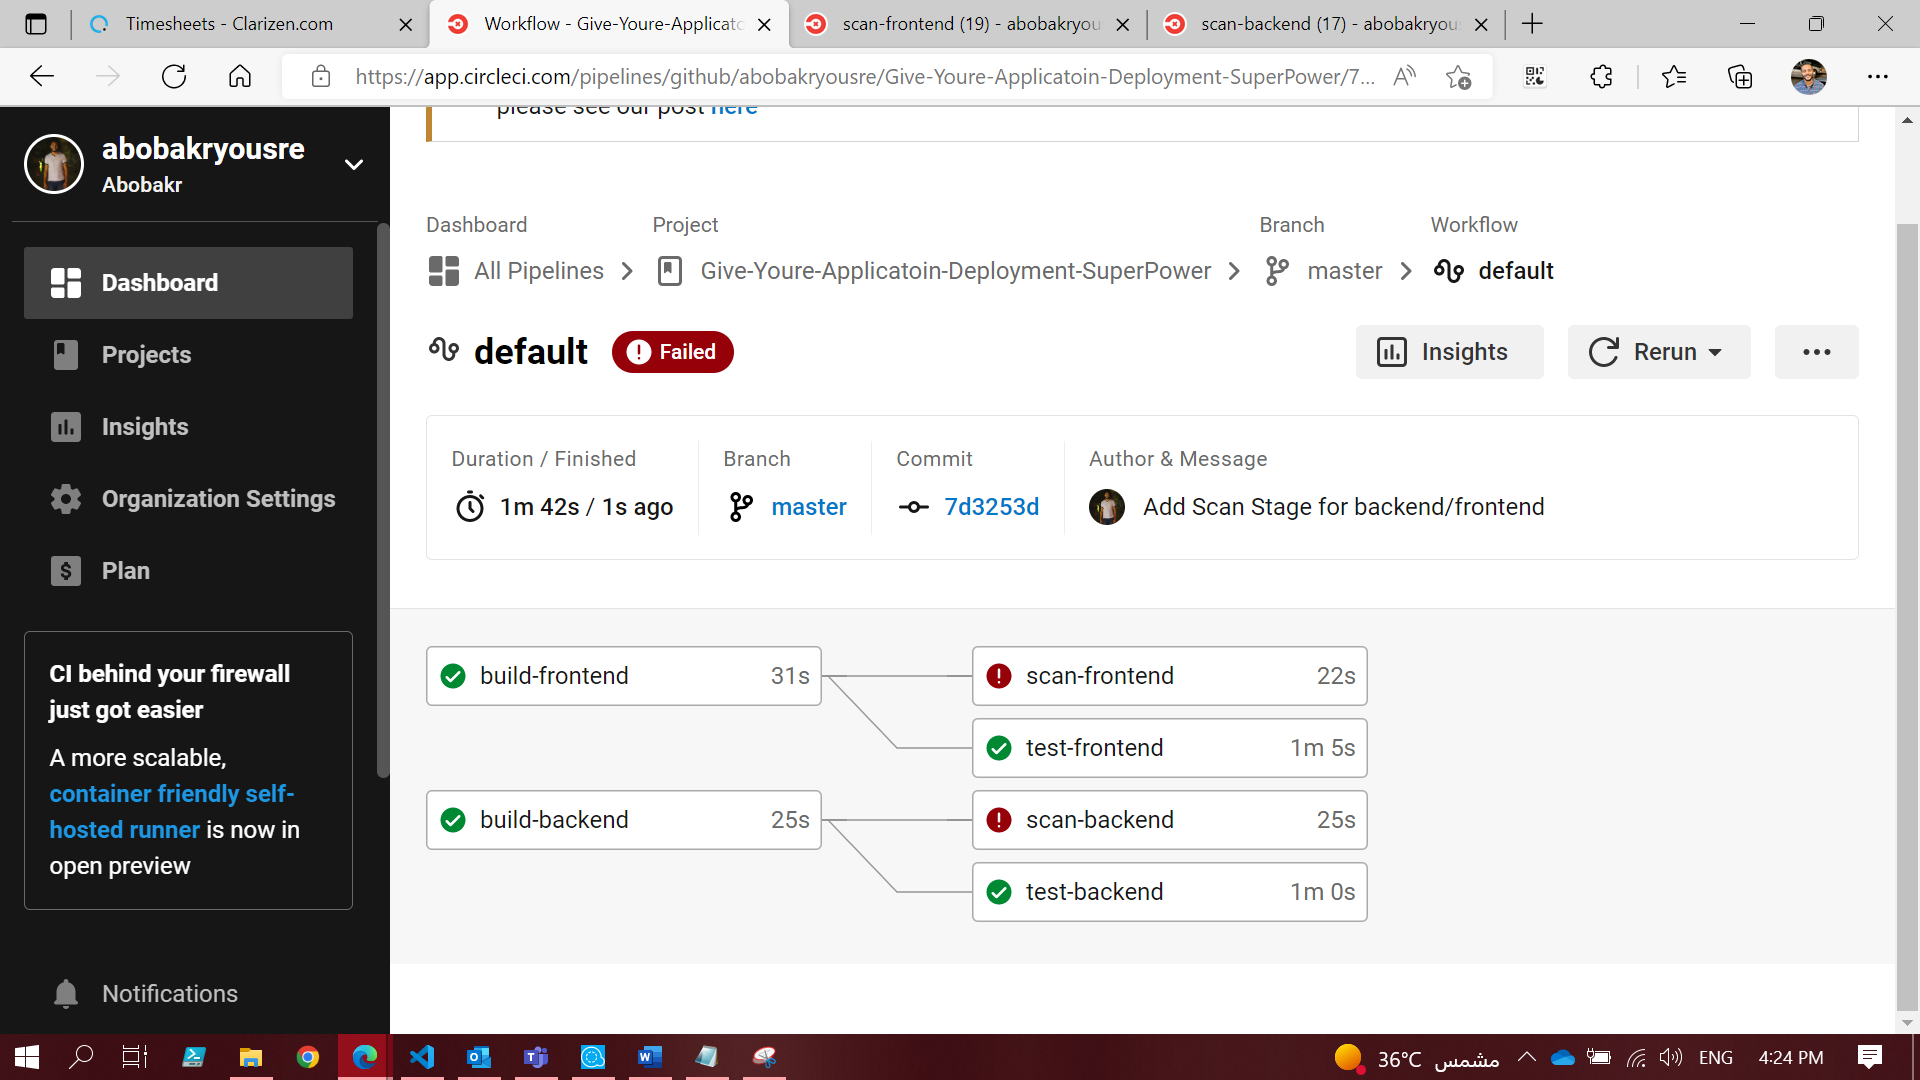 Timesheets - Clarizen.com
Workflow - Give-Youre-Applicato
scan-frontend (19) - abobakryou
scan-backend (17) - abobakryou
https://app.circleci.com/pipelines/github/abobakryousre/Give-Youre-Applicatoin-Deployment-SuperPower/7...
abobakryousre
Abobakr
Dashboard
Projects
Insights
Organization Settings
Plan
CI behind your firewall
just got easier
A more scalable,
container friendly self-
hosted runner is now in
open preview
Notifications
please see our post here
Dashboard Project Branch Workflow
All Pipelines Give-Youre-Applicatoin-Deployment-SuperPower master default
default Failed Insights Rerun
Duration / Finished Branch Commit Author & Message
1m 42s / 1s ago master 7d3253d Add Scan Stage for backend/frontend
build-frontend 31s scan-frontend 22s
test-frontend 1m 5s
build-backend 25s scan-backend 25s
test-backend 1m 0s
36°C مشمس ENG 4:24 PM